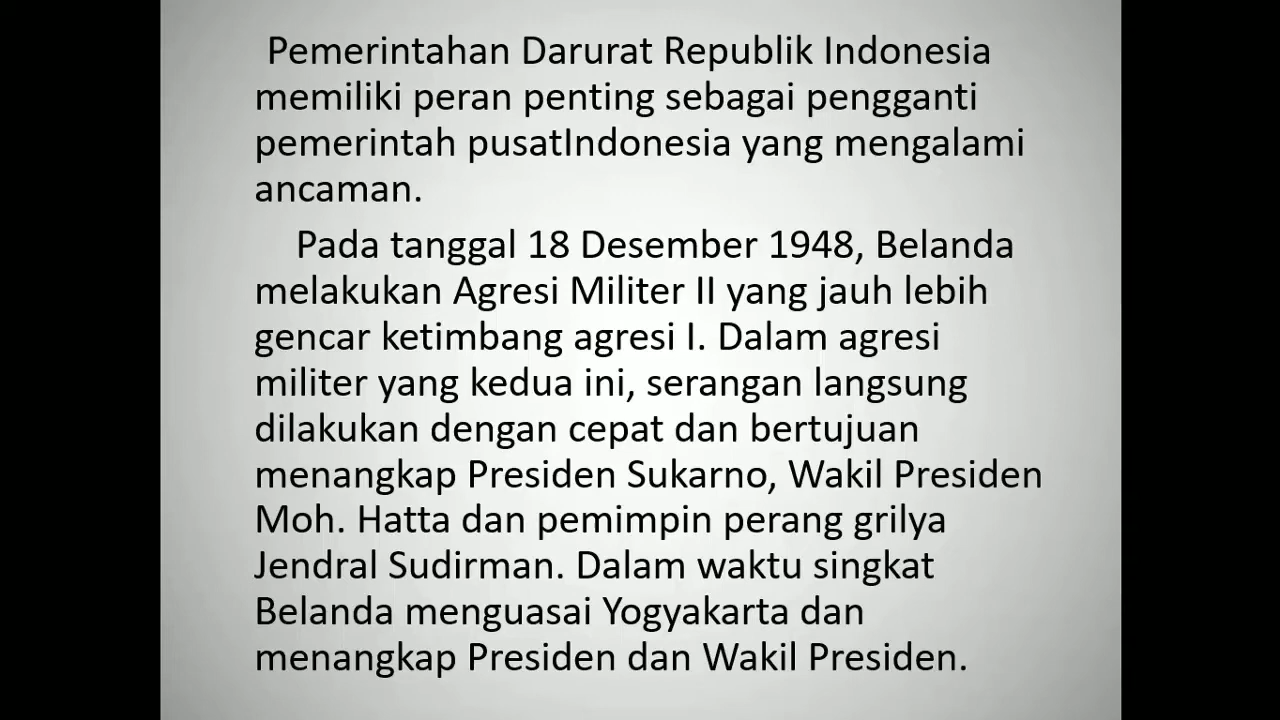 Pemerintahan Darurat Republik Indonesia
memiliki peran penting sebagai pengganti
pemerintah pusatIndonesia yang mengalami
ancaman.
Pada tanggal 18 Desember 1948, Belanda
melakukan Agresi Militer II yang jauh lebih
gencar ketimbang agresi I. Dalam agresi
militer yang kedua ini, serangan langsung
dilakukan dengan cepat dan bertujuan
menangkap Presiden Sukarno, Wakil Presiden
Moh. Hatta dan pemimpin perang grilya
Jendral Sudirman. Dalam waktu singkat
Belanda menguasai Yogyakarta dan
menangkap Presiden dan Wakil Presiden.